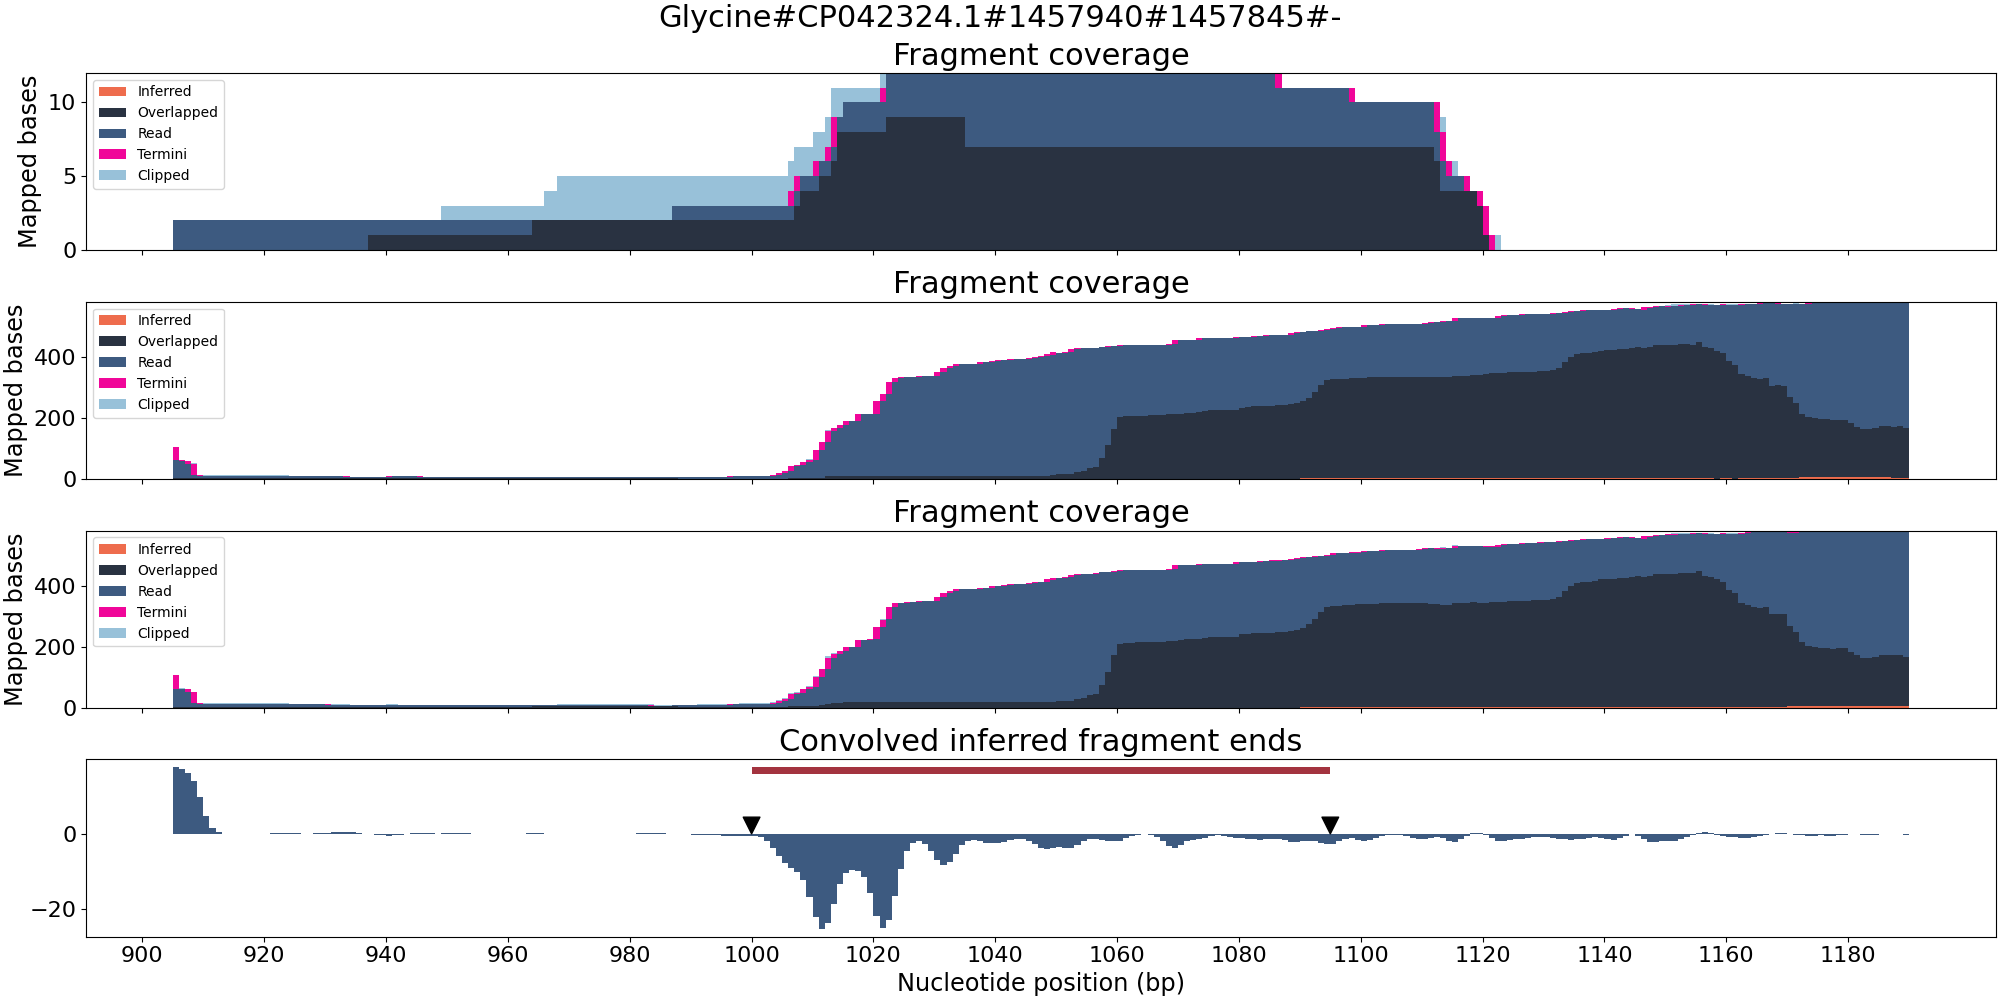 Glycine#CP042324.1#1457940#1457845#-
Fragment coverage
Mapped bases
10
5
0
Inferred
Overlapped
Read
Termini
Clipped
Fragment coverage
Mapped bases
400
200
0
Inferred
Overlapped
Read
Termini
Clipped
Fragment coverage
Mapped bases
400
200
0
Inferred
Overlapped
Read
Termini
Clipped
Convolved inferred fragment ends
0
−20
900 920 940 960 980 1000 1020 1040 1060 1080 1100 1120 1140 1160 1180
Nucleotide position (bp)